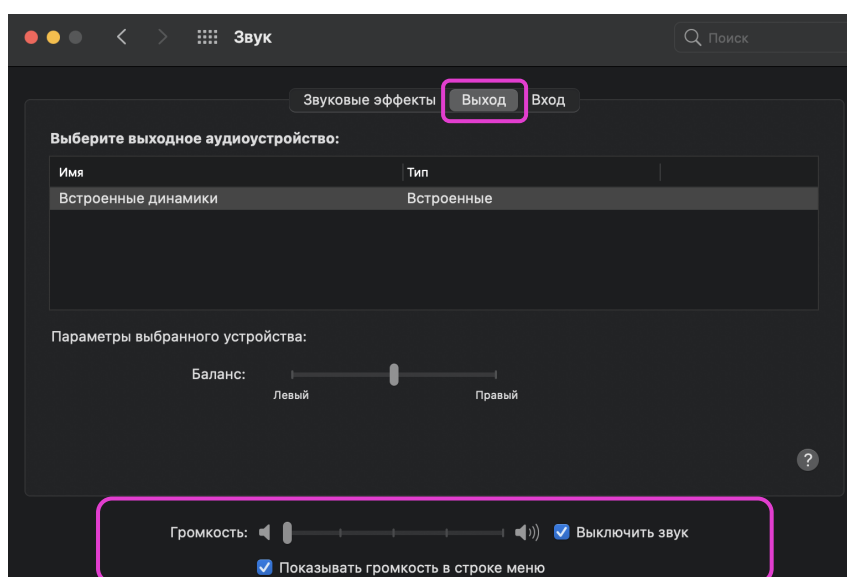 Звук
Поиск
Звуковые эффекты Выход Вход
Выберите выходное аудиоустройство:
Имя Тип
Встроенные динамики Встроенные
Параметры выбранного устройства:
Баланс:
Левый Правый
?
Громкость: Выключить звук
Показывать громкость в строке меню